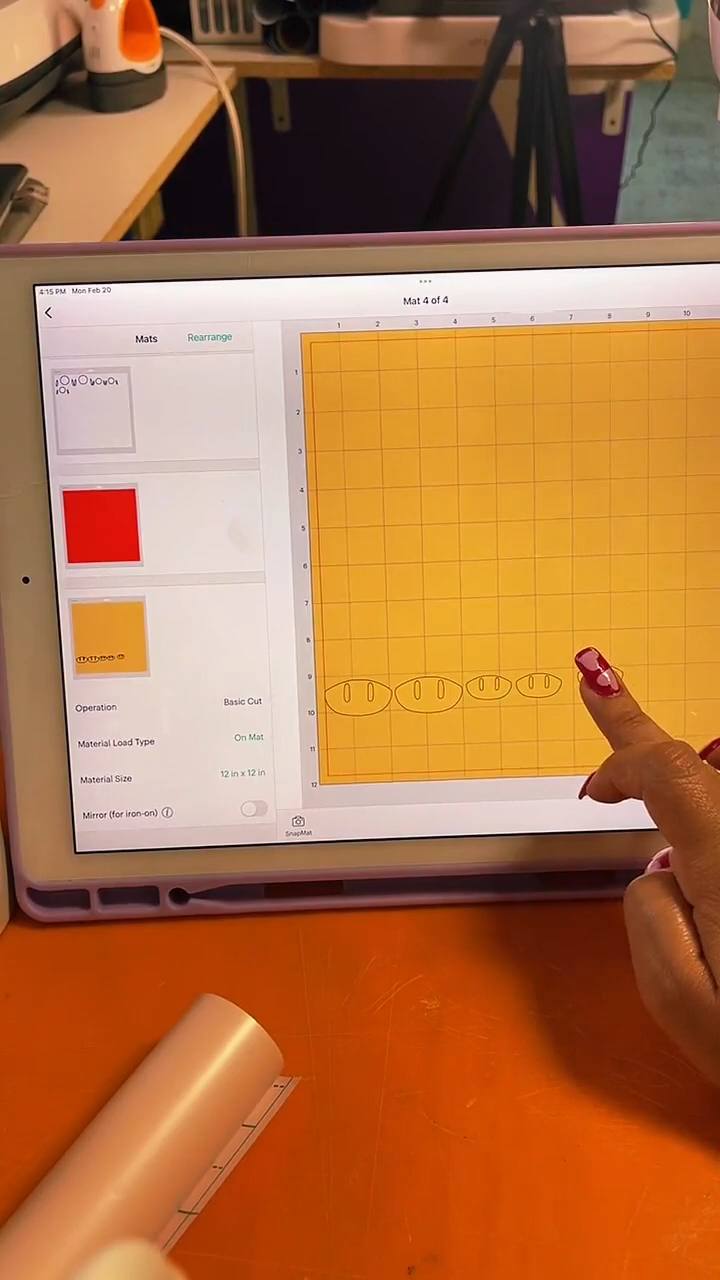 4:15 PM Mon Feb 20
Mat 4 of 4
Mats
Rearrange
1 2 3 4 5 6 7 8 9 10
1
2
3
4
5
6
7
8
9
10
11
12
Operation
Basic Cut
Material Load Type
On Mat
Material Size
12 in x 12 in
Mirror (for iron-on)
SnapMat